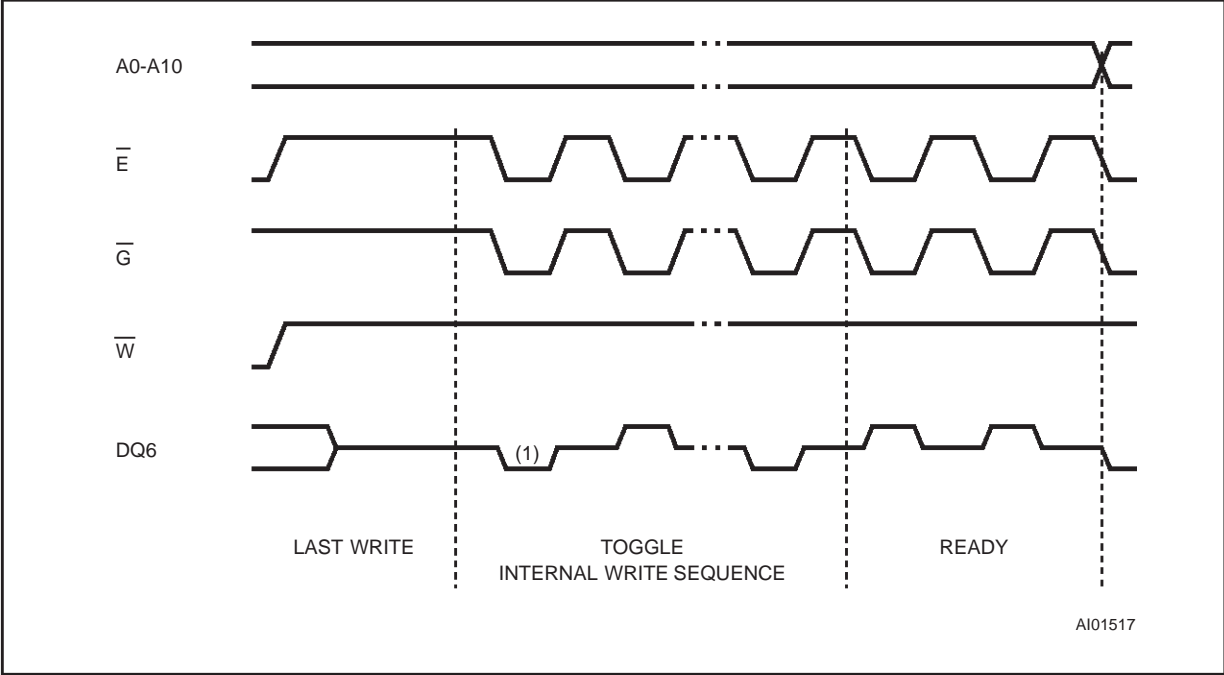 A0-A10
E̅
G̅
W̅
DQ6
(1)
LAST WRITE
TOGGLE
READY
INTERNAL WRITE SEQUENCE
AI01517